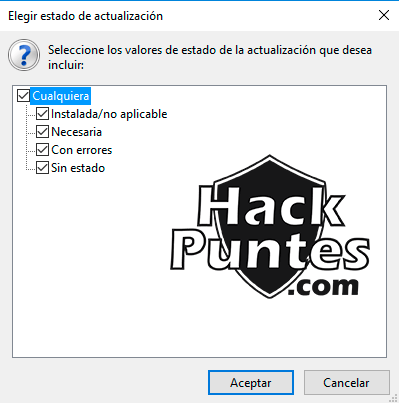 Elegir estado de actualización
Seleccione los valores de estado de la actualización que desea
incluir:
Cualquiera
Instalada/no aplicable
Necesaria
Con errores
Sin estado
Hack
Puntes
.com
Aceptar
Cancelar